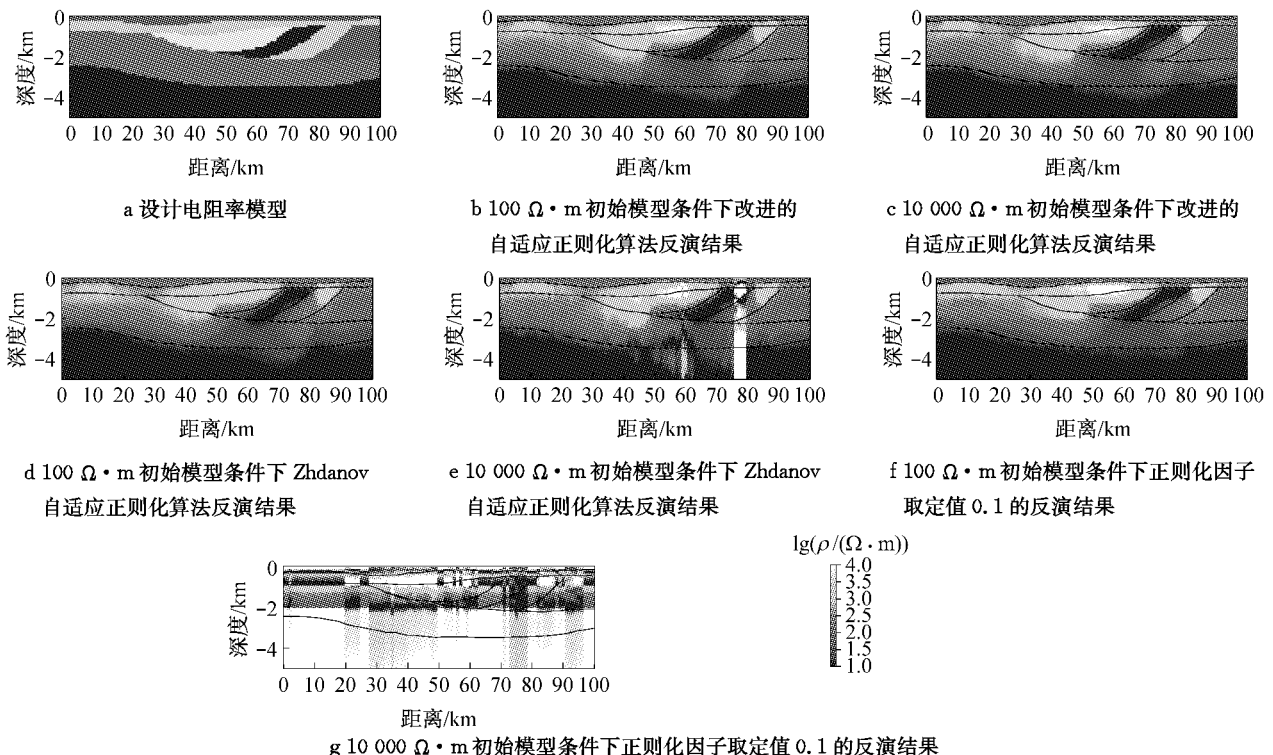 0
-2
-4
深度/km
0 10 20 30 40 50 60 70 80 90 100
距离/km
a 设计电阻率模型
0
-2
-4
深度/km
0 10 20 30 40 50 60 70 80 90 100
距离/km
b 100 Ω·m 初始模型条件下改进的
自适应正则化算法反演结果
0
-2
-4
深度/km
0 10 20 30 40 50 60 70 80 90 100
距离/km
c 10 000 Ω·m 初始模型条件下改进的
自适应正则化算法反演结果
0
-2
-4
深度/km
0 10 20 30 40 50 60 70 80 90 100
距离/km
d 100 Ω·m 初始模型条件下 Zhdanov
自适应正则化算法反演结果
0
-2
-4
深度/km
0 10 20 30 40 50 60 70 80 90 100
距离/km
e 10 000 Ω·m 初始模型条件下 Zhdanov
自适应正则化算法反演结果
0
-2
-4
深度/km
0 10 20 30 40 50 60 70 80 90 100
距离/km
f 100 Ω·m 初始模型条件下正则化因子
取定值 0.1 的反演结果
0
-2
-4
深度/km
0 10 20 30 40 50 60 70 80 90 100
距离/km
g 10 000 Ω·m 初始模型条件下正则化因子取定值 0.1 的反演结果
lg(ρ/(Ω·m))
4.0
3.5
3.0
2.5
2.0
1.5
1.0